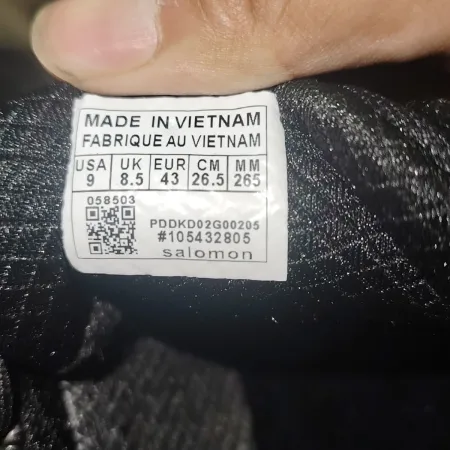 MADE IN VIETNAM
FABRIQUE AU VIETNAM
USA UK EUR CM MM
9 8.5 43 26.5 265
058503
PDDKD02G00205
#105432805
salomon